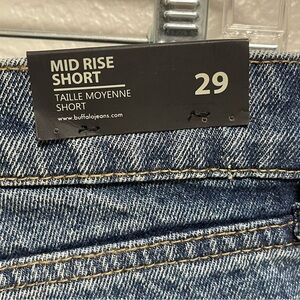 MID RISE
SHORT
TAILLE MOYENNE
SHORT
www.buffalojeans.com
29